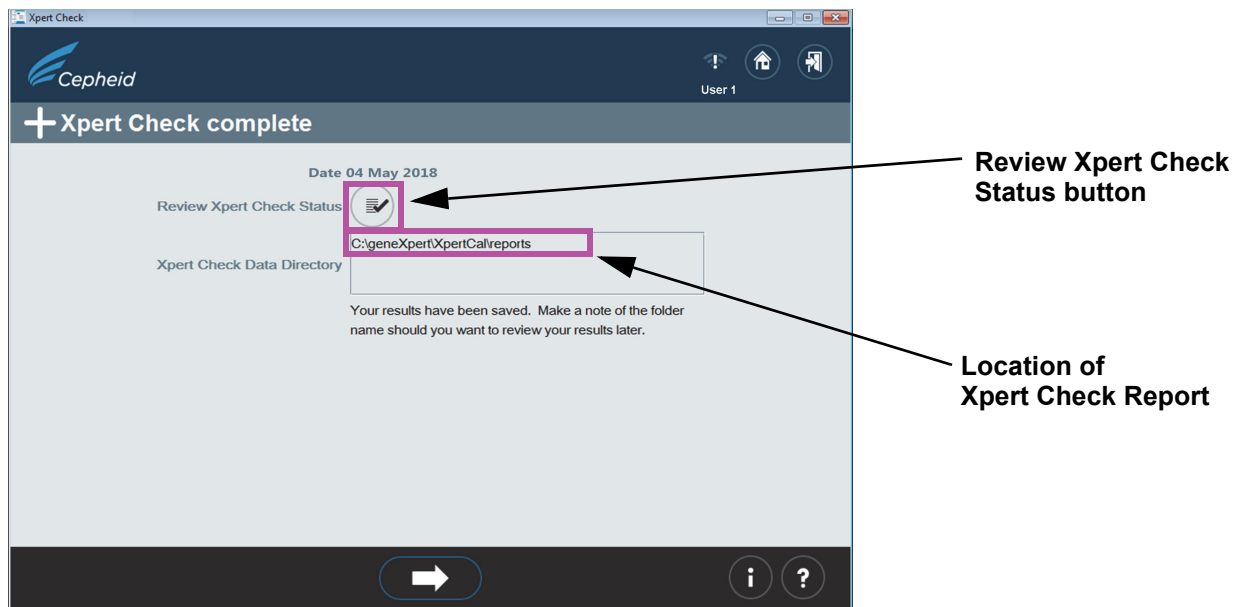 Xpert Check
Cepheid
User 1
Xpert Check complete
Date 04 May 2018
Review Xpert Check Status
C:\geneXpert\XpertCal\reports
Xpert Check Data Directory
Your results have been saved. Make a note of the folder
name should you want to review your results later.
i ?
Review Xpert Check
Status button
Location of
Xpert Check Report